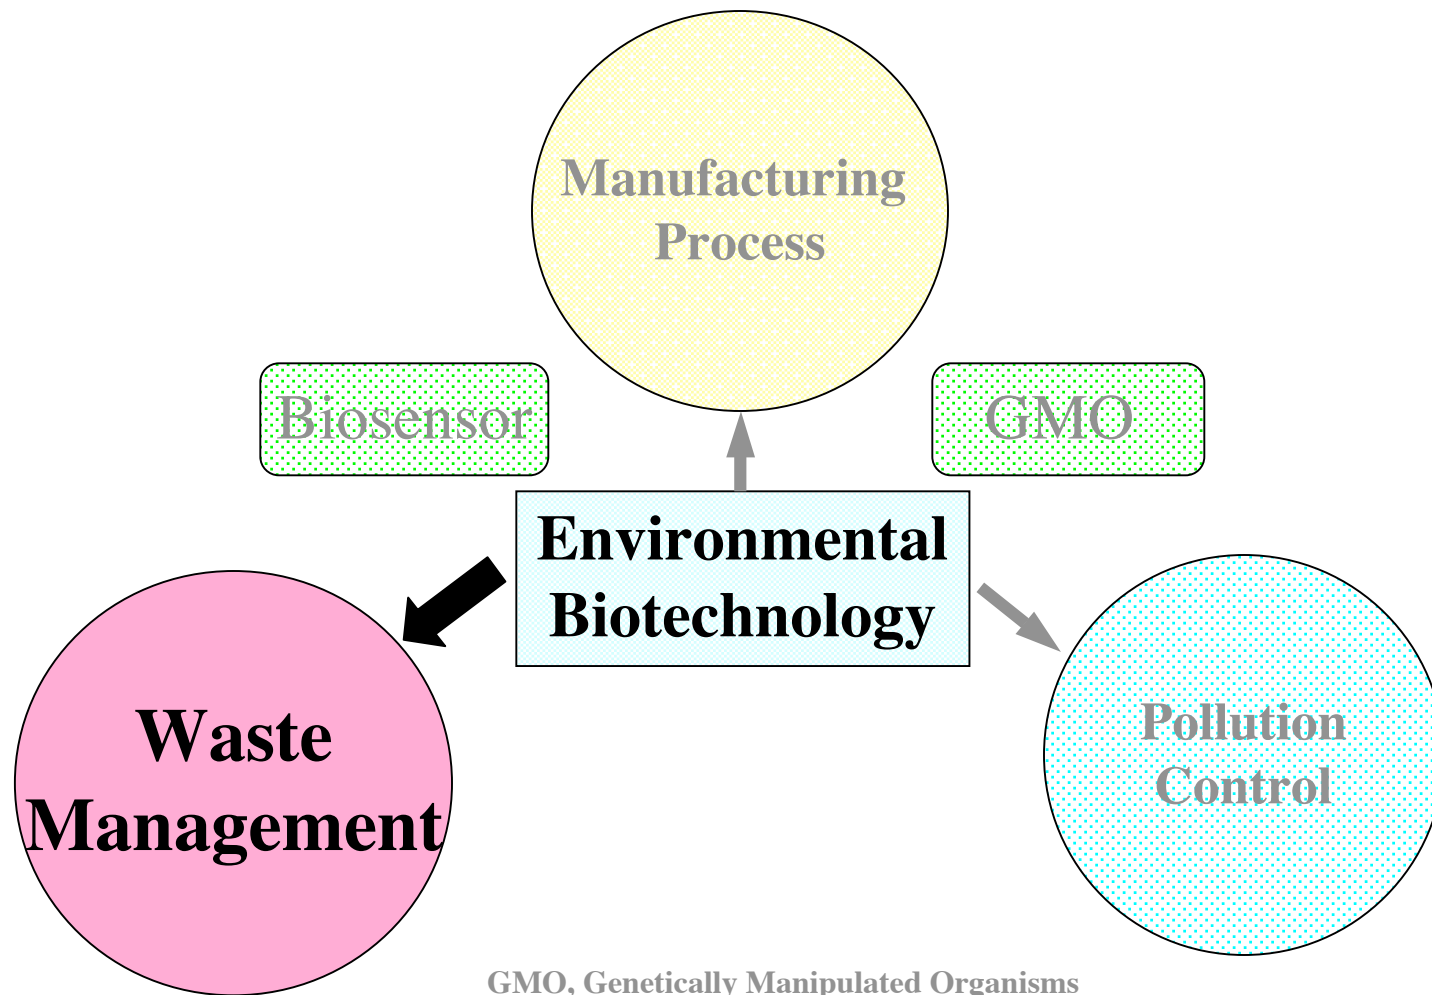 Manufacturing
Process
Biosensor
GMO
Environmental
Biotechnology
Waste
Management
Pollution
Control
GMO, Genetically Manipulated Organisms